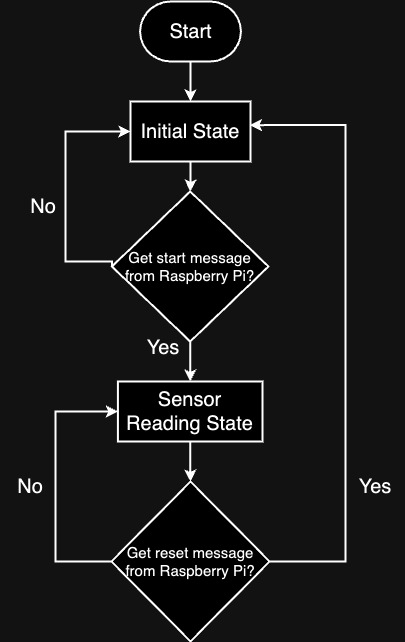 Start
Initial State
No
Get start message
from Raspberry Pi?
Yes
Sensor
Reading State
No
Yes
Get reset message
from Raspberry Pi?